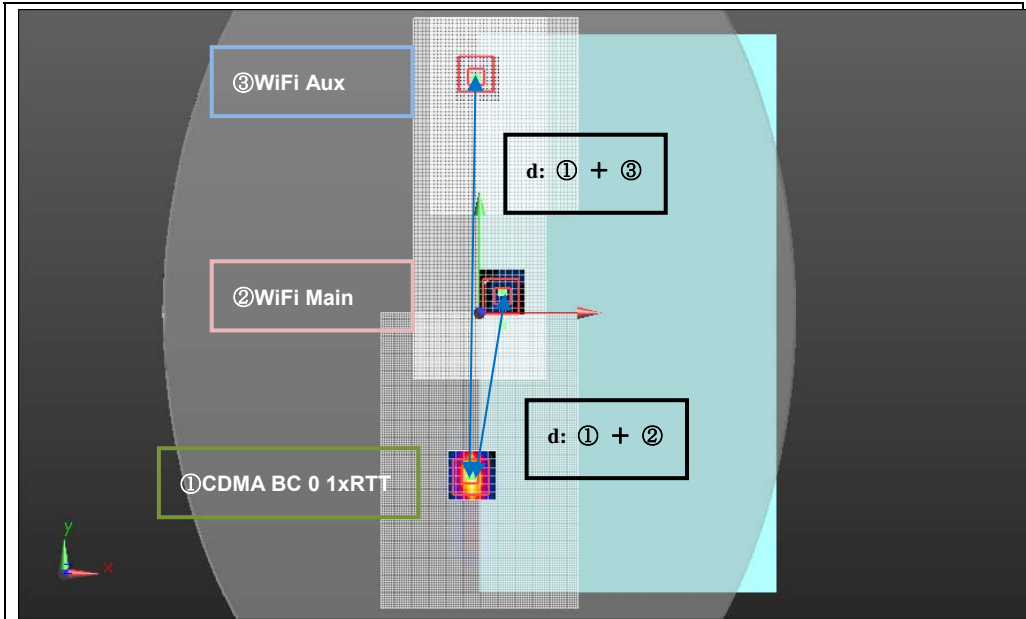 ③WiFi Aux
d: ① + ③
②WiFi Main
d: ① + ②
①CDMA BC 0 1xRTT
y
x